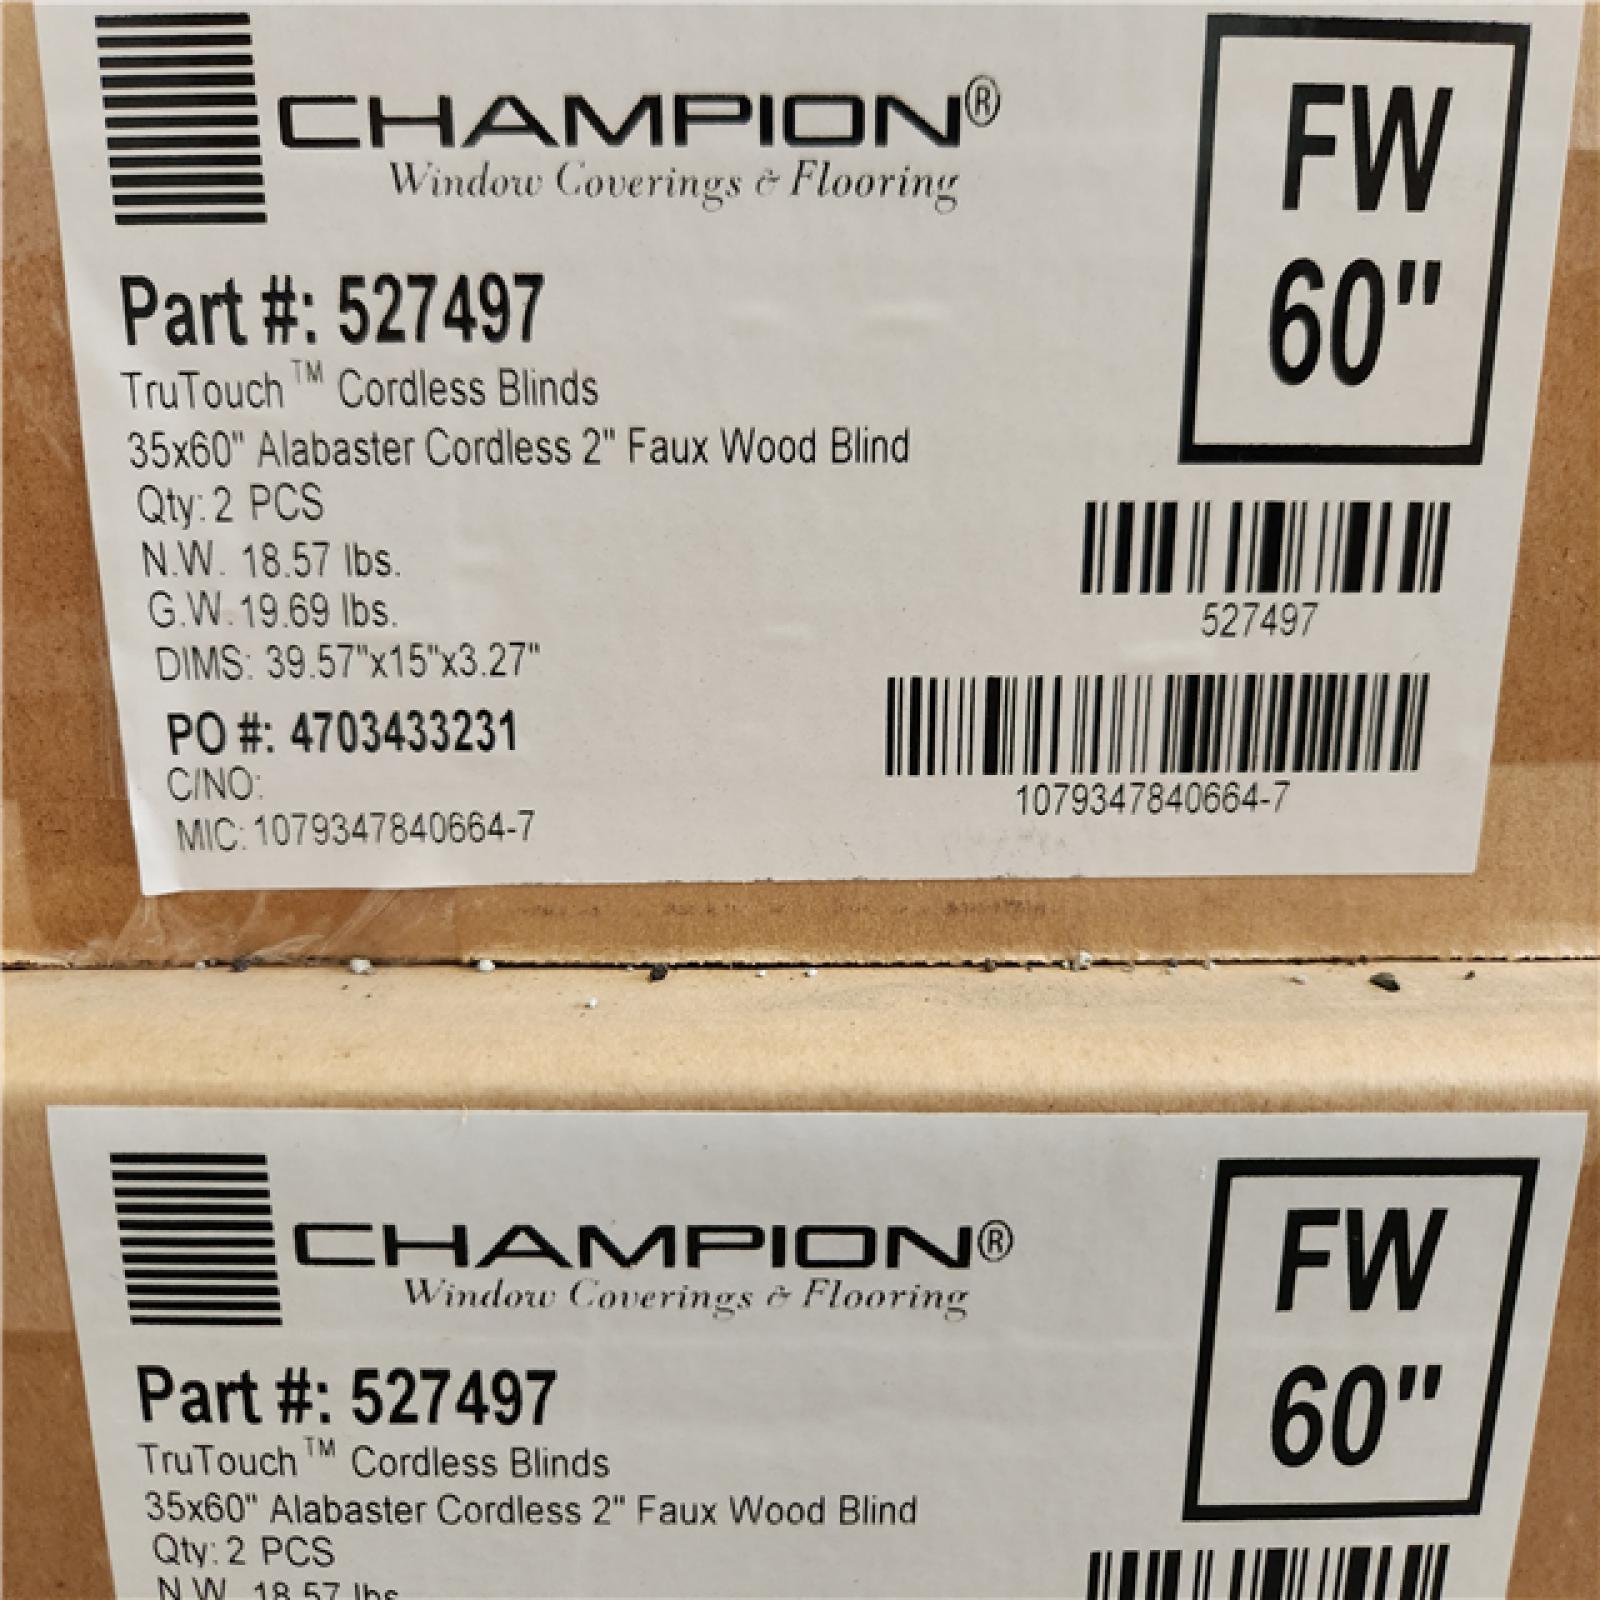 CHAMPION®
Window Coverings & Flooring
FW
60"
Part #: 527497
TruTouch™ Cordless Blinds
35x60" Alabaster Cordless 2" Faux Wood Blind
Qty: 2 PCS
N.W. 18.57 lbs.
G.W. 19.69 lbs.
DIMS: 39.57"x15"x3.27"
PO #: 4703433231
C/NO:
MIC: 1079347840664-7
527497
1079347840664-7
CHAMPION®
Window Coverings & Flooring
FW
60"
Part #: 527497
TruTouch™ Cordless Blinds
35x60" Alabaster Cordless 2" Faux Wood Blind
Qty: 2 PCS
N.W. 18.57 lbs